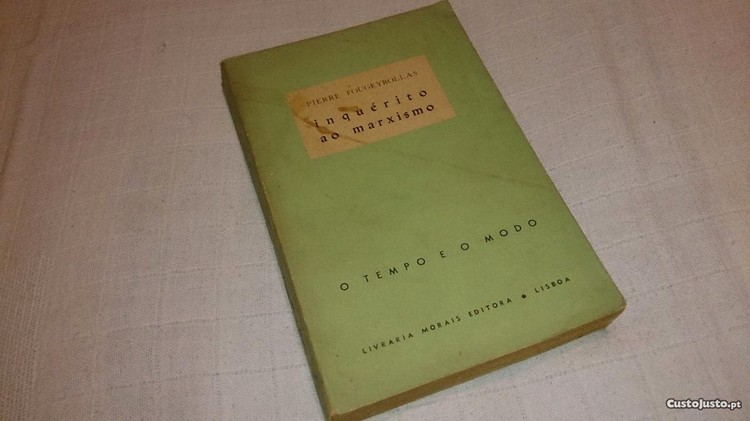 PIERRE FOUGEYROLLAS
inquérito
ao marxismo
O TEMPO E O MODO
LIVRARIA MORAIS EDITORA • LISBOA
CustoJusto.pt